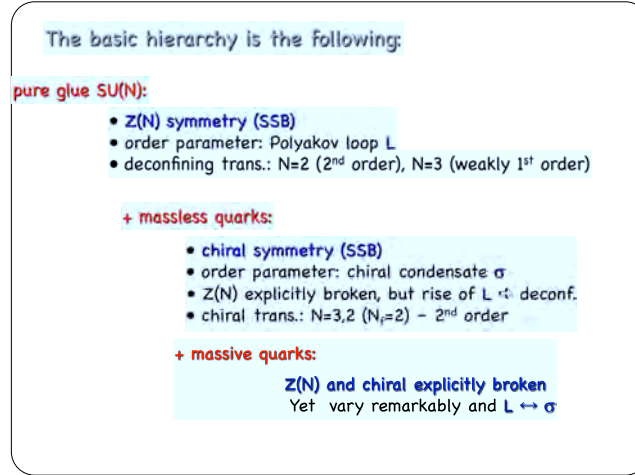 The basic hierarchy is the following:
pure glue SU(N):
• Z(N) symmetry (SSB)
• order parameter: Polyakov loop L
• deconfining trans.: N=2 (2nd order), N=3 (weakly 1st order)
+ massless quarks:
• chiral symmetry (SSB)
• order parameter: chiral condensate σ
• Z(N) explicitly broken, but rise of L deconf.
• chiral trans.: N=3,2 (Nf=2) – 2nd order
+ massive quarks:
Z(N) and chiral explicitly broken
Yet vary remarkably and L ↔ σ